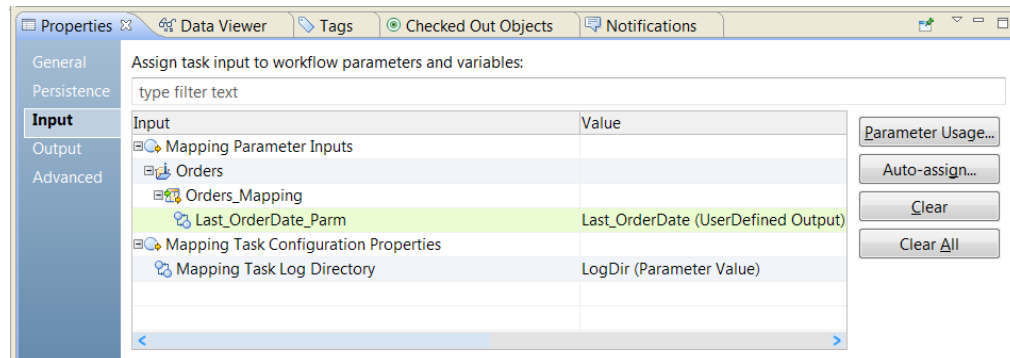 Properties Data Viewer Tags Checked Out Objects Notifications
General
Persistence
Input
Output
Advanced
Assign task input to workflow parameters and variables:
type filter text
Input Value
Mapping Parameter Inputs
Orders
Orders_Mapping
Last_OrderDate_Parm Last_OrderDate (UserDefined Output)
Mapping Task Configuration Properties
Mapping Task Log Directory LogDir (Parameter Value)
Parameter Usage...
Auto-assign...
Clear
Clear All